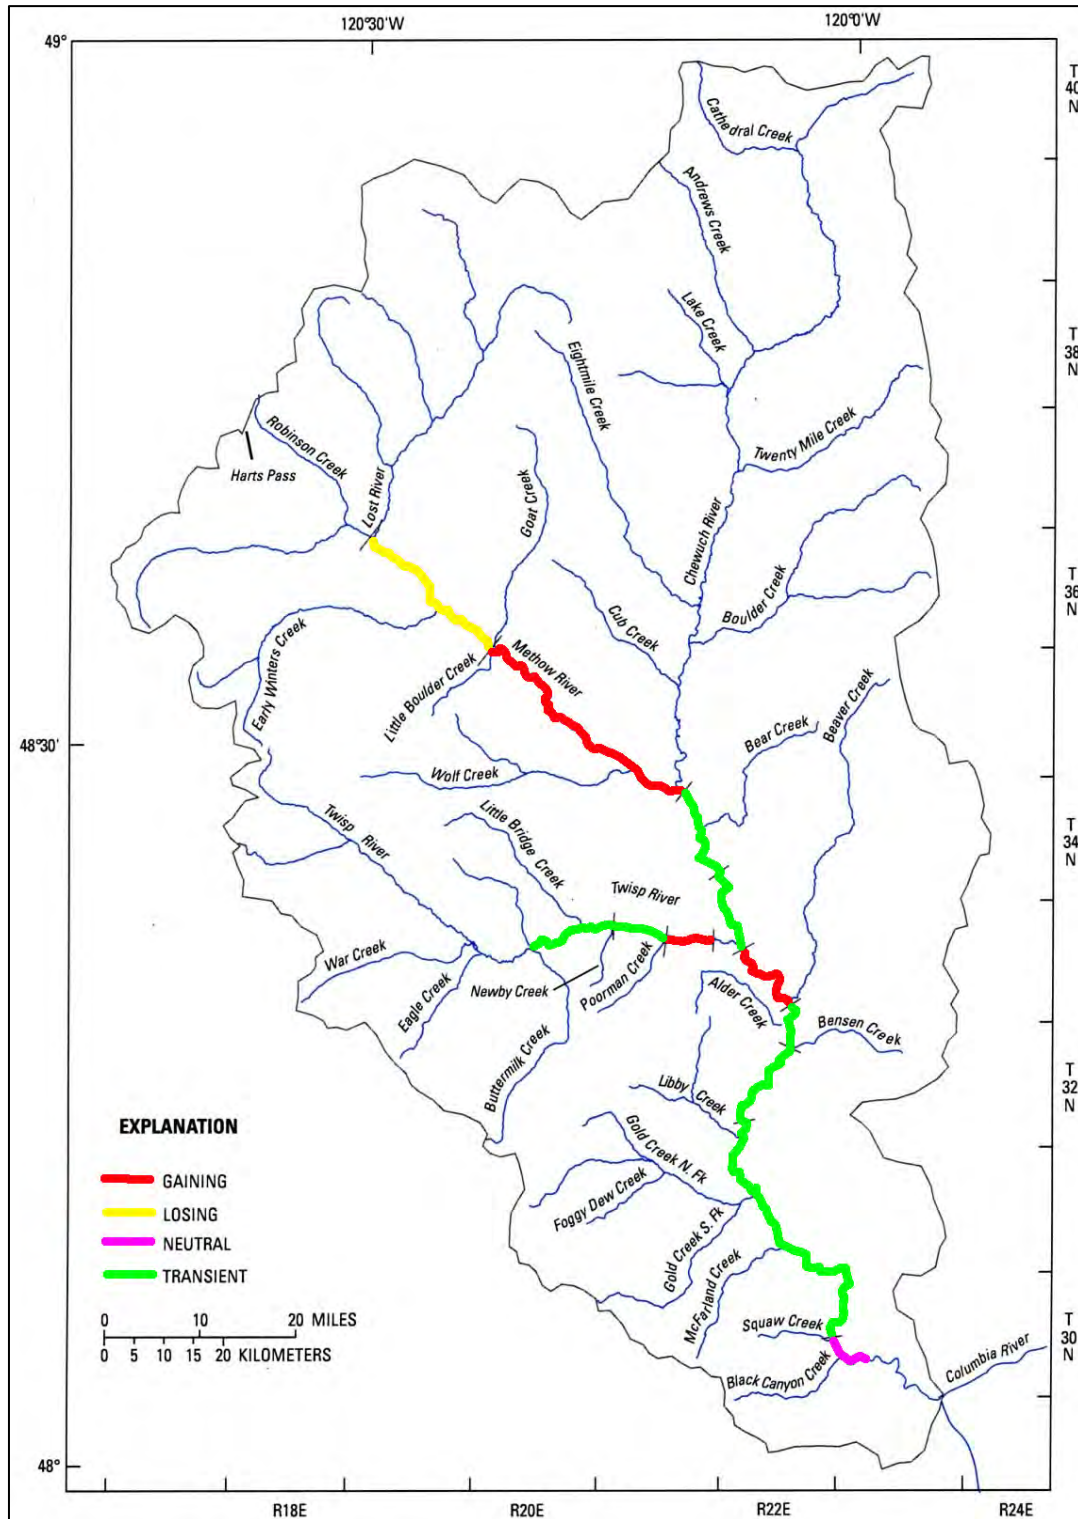 120°30'W
120°0'W
49°
T
40
N
Cathedral Creek
Andrews Creek
Lake Creek
T
38
N
Eightmile Creek
Robinson Creek
Harts Pass
Lost River
Goat Creek
Twenty Mile Creek
Chewuch River
T
36
N
Boulder Creek
Cub Creek
Early Winters Creek
Little Boulder Creek
Methow River
Beaver Creek
Bear Creek
48°30'
Wolf Creek
Twisp River
Little Bridge Creek
T
34
N
Twisp River
War Creek
Eagle Creek
Newby Creek
Poorman Creek
Alder Creek
Bensen Creek
Buttermilk Creek
Libby Creek
T
32
N
EXPLANATION
GAINING
LOSING
NEUTRAL
TRANSIENT
Gold Creek N. Fk
Foggy Dew Creek
Gold Creek S. Fk
McFarland Creek
0 10 20 MILES
0 5 10 15 20 KILOMETERS
Squaw Creek
T
30
N
Black Canyon Creek
Columbia River
48°
R18E
R20E
R22E
R24E